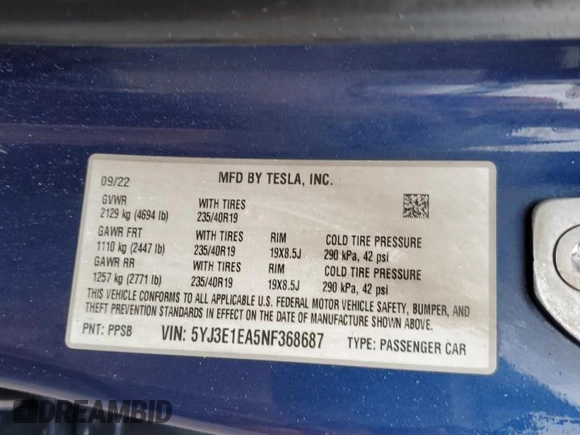 09/22
MFD BY TESLA, INC.
GVWR WITH TIRES
2129 kg (4694 lb) 235/40R19
GAWR FRT WITH TIRES RIM COLD TIRE PRESSURE
1110 kg (2447 lb) 235/40R19 19X8.5J 290 kPa, 42 psi
GAWR RR WITH TIRES RIM COLD TIRE PRESSURE
1257 kg (2771 lb) 235/40R19 19X8.5J 290 kPa, 42 psi
THIS VEHICLE CONFORMS TO ALL APPLICABLE U.S. FEDERAL MOTOR VEHICLE SAFETY, BUMPER, AND
THEFT PREVENTION STANDARDS IN EFFECT ON THE DATE OF MANUFACTURE SHOWN ABOVE.
PNT: PPSB VIN: 5YJ3E1EA5NF368687 TYPE: PASSENGER CAR
DREAMBID